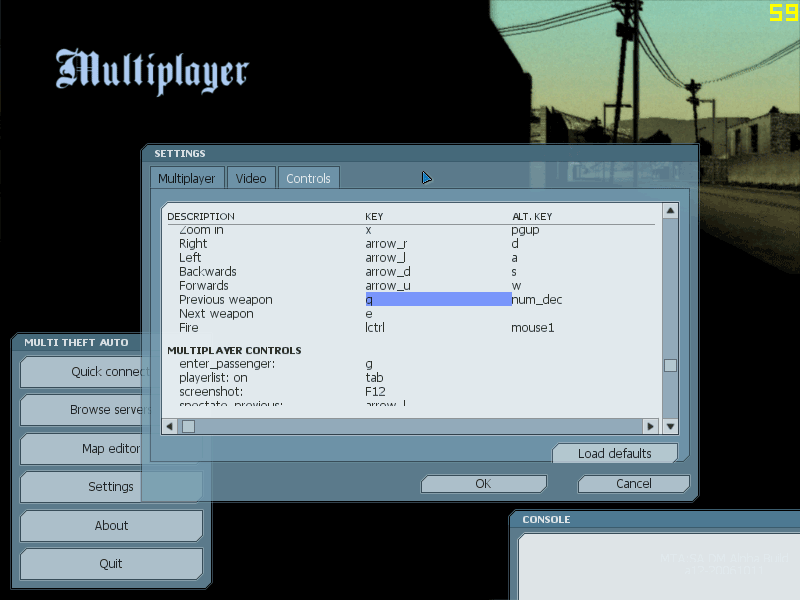 59
Multiplayer
SETTINGS
Multiplayer Video Controls
DESCRIPTION KEY ALT. KEY
Zoom in x pgup
Right arrow_r d
Left arrow_l a
Backwards arrow_d s
Forwards arrow_u w
Previous weapon q num_dec
Next weapon e
Fire lctrl mouse1
MULTIPLAYER CONTROLS
enter_passenger: g
playerlist: on tab
screenshot: F12
spectate_previous: arrow_l
Load defaults
OK Cancel
MULTI THEFT AUTO
Quick connect
Browse servers
Map editor
Settings
About
Quit
CONSOLE